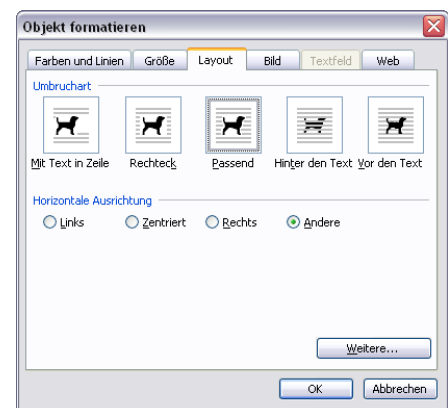 Objekt formatieren
Farben und Linien Größe Layout Bild Textfeld Web
Umbruchart
Mit Text in Zeile Rechteck Passend Hinter den Text Vor den Text
Horizontale Ausrichtung
Links Zentriert Rechts Andere
Weitere...
OK Abbrechen